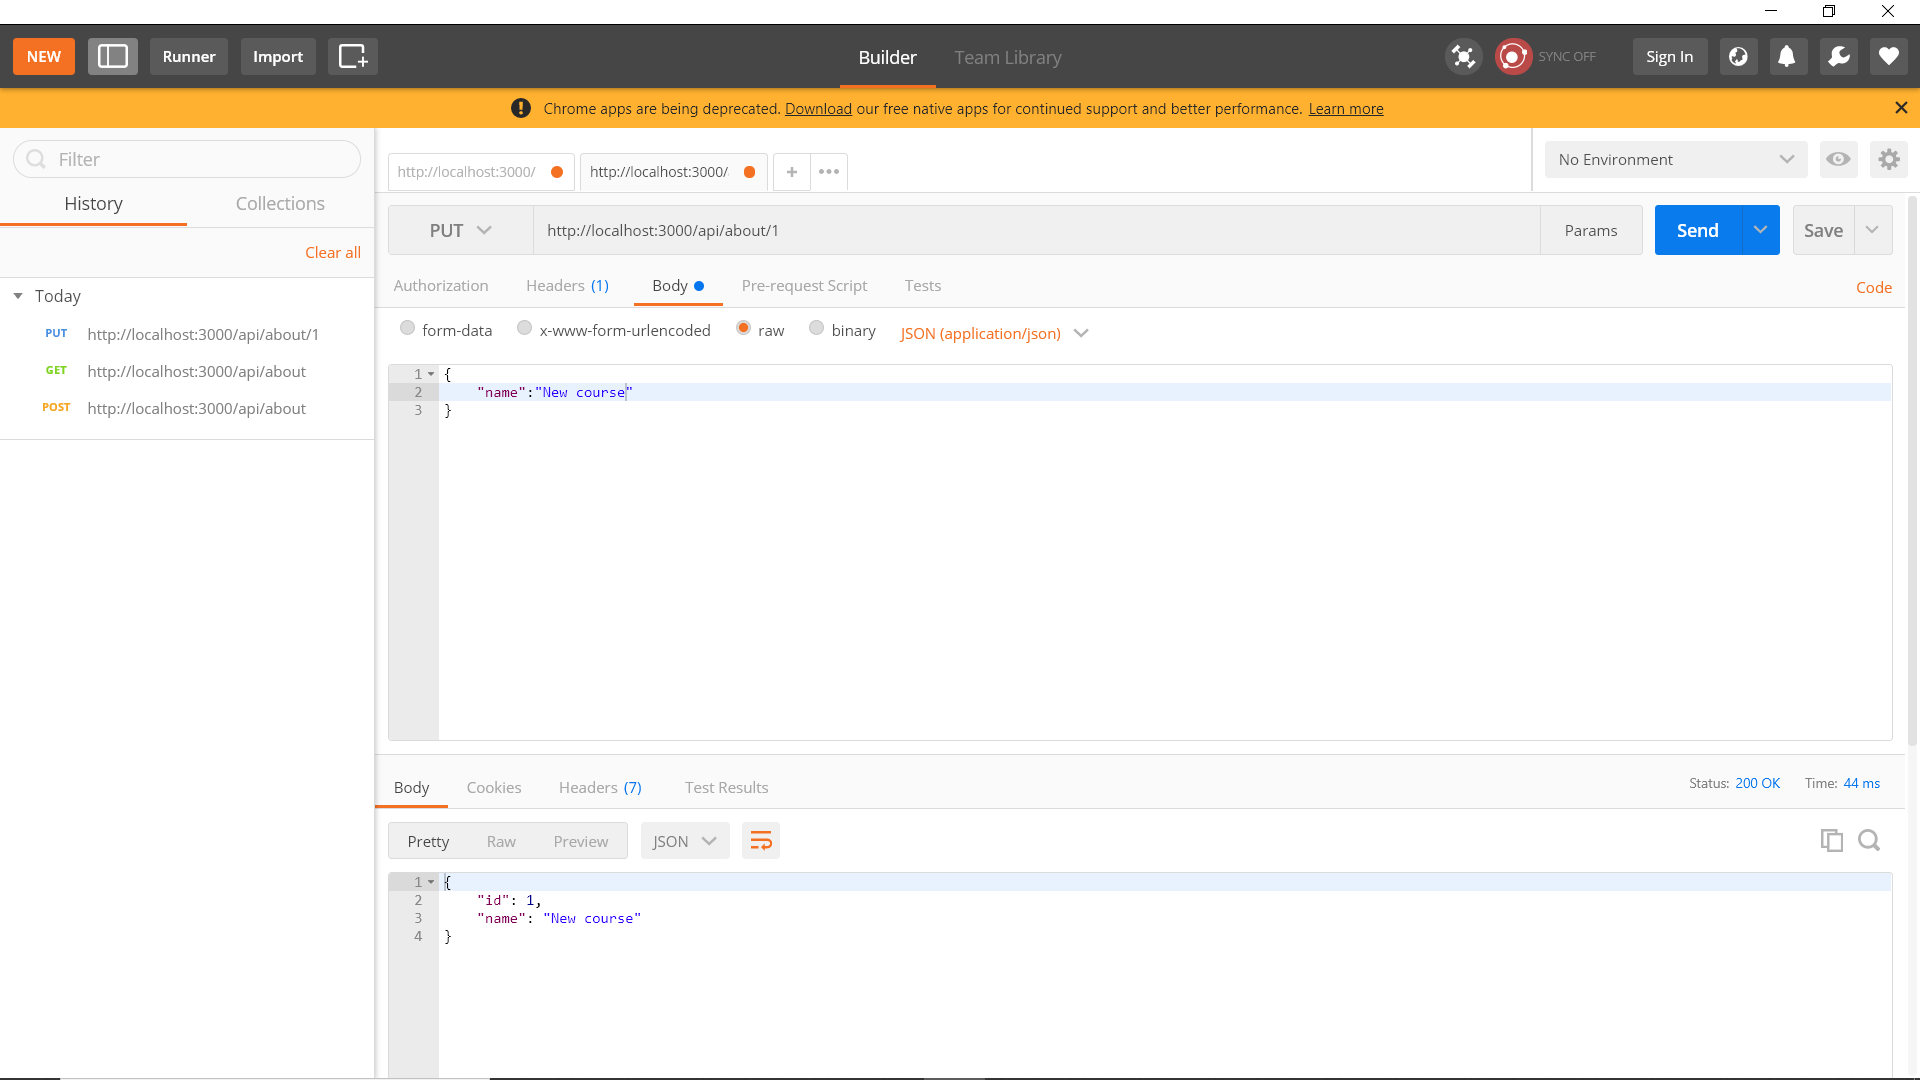 NEW
Runner
Import
Builder
Team Library
SYNC OFF
Sign In
Chrome apps are being deprecated. Download our free native apps for continued support and better performance. Learn more
Filter
History
Collections
Clear all
Today
PUT http://localhost:3000/api/about/1
GET http://localhost:3000/api/about
POST http://localhost:3000/api/about
http://localhost:3000/
http://localhost:3000/
No Environment
PUT
http://localhost:3000/api/about/1
Params
Send
Save
Authorization
Headers (1)
Body
Pre-request Script
Tests
Code
form-data
x-www-form-urlencoded
raw
binary
JSON (application/json)
1 {
2 "name":"New course"
3 }
Body
Cookies
Headers (7)
Test Results
Status: 200 OK
Time: 44 ms
Pretty
Raw
Preview
JSON
1 {
2 "id": 1,
3 "name": "New course"
4 }